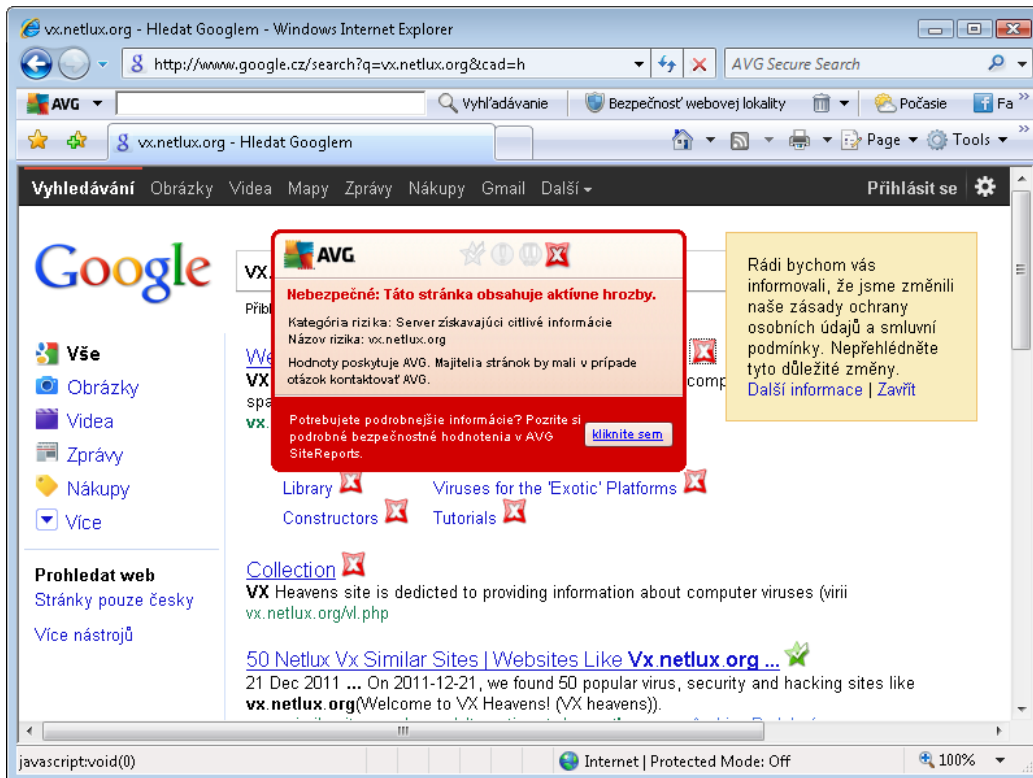 vx.netlux.org - Hledat Googlem - Windows Internet Explorer
http://www.google.cz/search?q=vx.netlux.org&cad=h
AVG Secure Search
AVG Vyhľadávanie Bezpečnosť webovej lokality Počasie Fa
vx.netlux.org - Hledat Googlem
Page Tools
Vyhledávání Obrázky Videa Mapy Zprávy Nákupy Gmail Další Přihlásit se
Google
vx.
Přibl
AVG
Nebezpečné: Táto stránka obsahuje aktívne hrozby.
Kategória rizika: Server získavajúci citlivé informácie
Názov rizika: vx.netlux.org
Hodnoty poskytuje AVG. Majitelia stránok by mali v prípade
otázok kontaktovať AVG.
Potrebujete podrobnejšie informácie? Pozrite si
podrobné bezpečnostné hodnotenia v AVG
SiteReports.
kliknite sem
Rádi bychom vás
informovali, že jsme změnili
naše zásady ochrany
osobních údajů a smluvní
podmínky. Nepřehlédněte
tyto důležité změny.
Další informace | Zavřít
Vše
Obrázky
Videa
Zprávy
Nákupy
Více
Prohledat web
Stránky pouze česky
Více nástrojů
We
VX comp
spa
vx.
Library Viruses for the 'Exotic' Platforms
Constructors Tutorials
Collection
VX Heavens site is dedicted to providing information about computer viruses (virii
vx.netlux.org/vl.php
50 Netlux Vx Similar Sites | Websites Like Vx.netlux.org ...
21 Dec 2011 ... On 2011-12-21, we found 50 popular virus, security and hacking sites like
vx.netlux.org(Welcome to VX Heavens! (VX heavens)).
javascript:void(0) Internet | Protected Mode: Off 100%